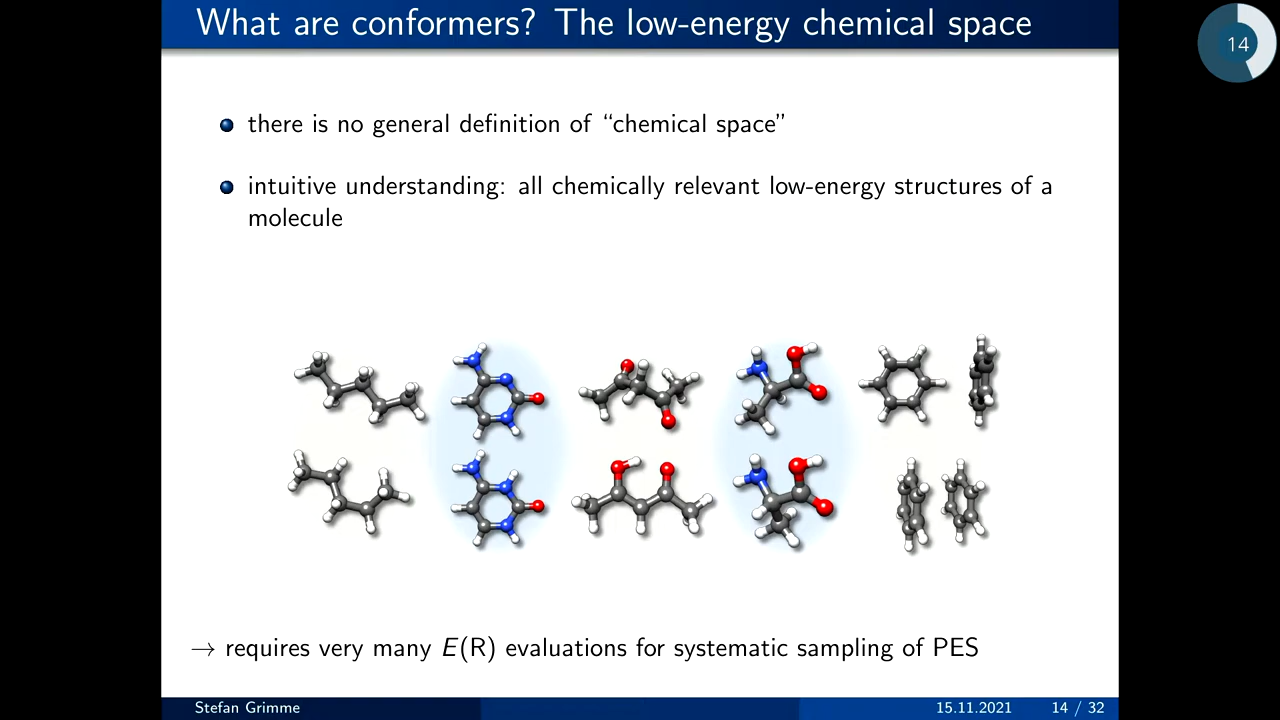 What are conformers? The low-energy chemical space
14
there is no general definition of “chemical space”
intuitive understanding: all chemically relevant low-energy structures of a
molecule
→ requires very many E(R) evaluations for systematic sampling of PES
Stefan Grimme
15.11.2021
14 / 32